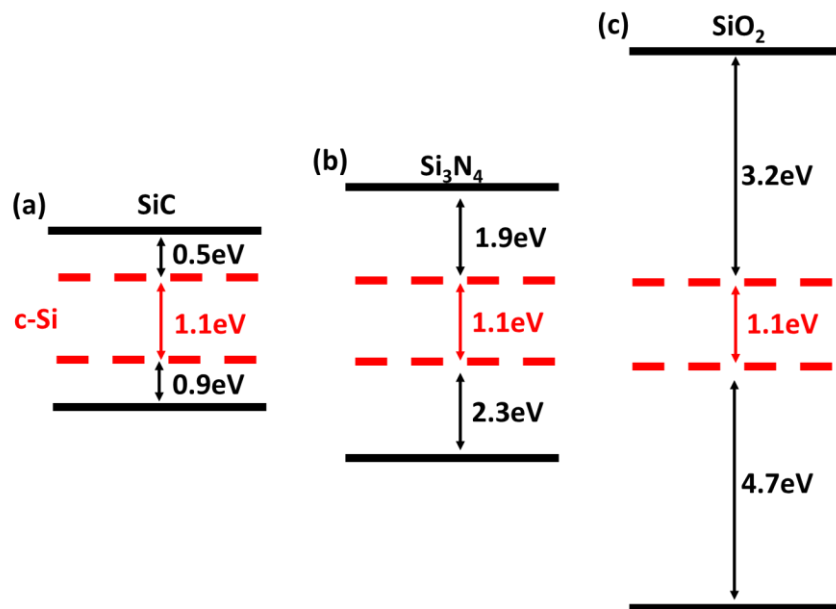 (a)
SiC
0.5eV
c-Si
1.1eV
0.9eV
(b)
Si₃N₄
1.9eV
1.1eV
2.3eV
(c)
SiO₂
3.2eV
1.1eV
4.7eV